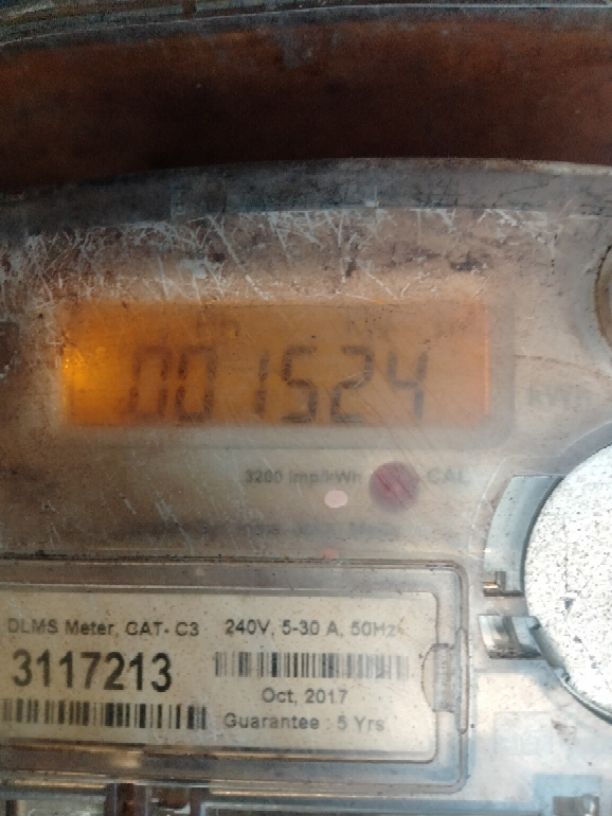 001524
3200 Imp/kWh
CAL
DLMS Meter, CAT- C3 240V, 5-30 A, 50Hz
3117213
Oct, 2017
Guarantee : 5 Yrs